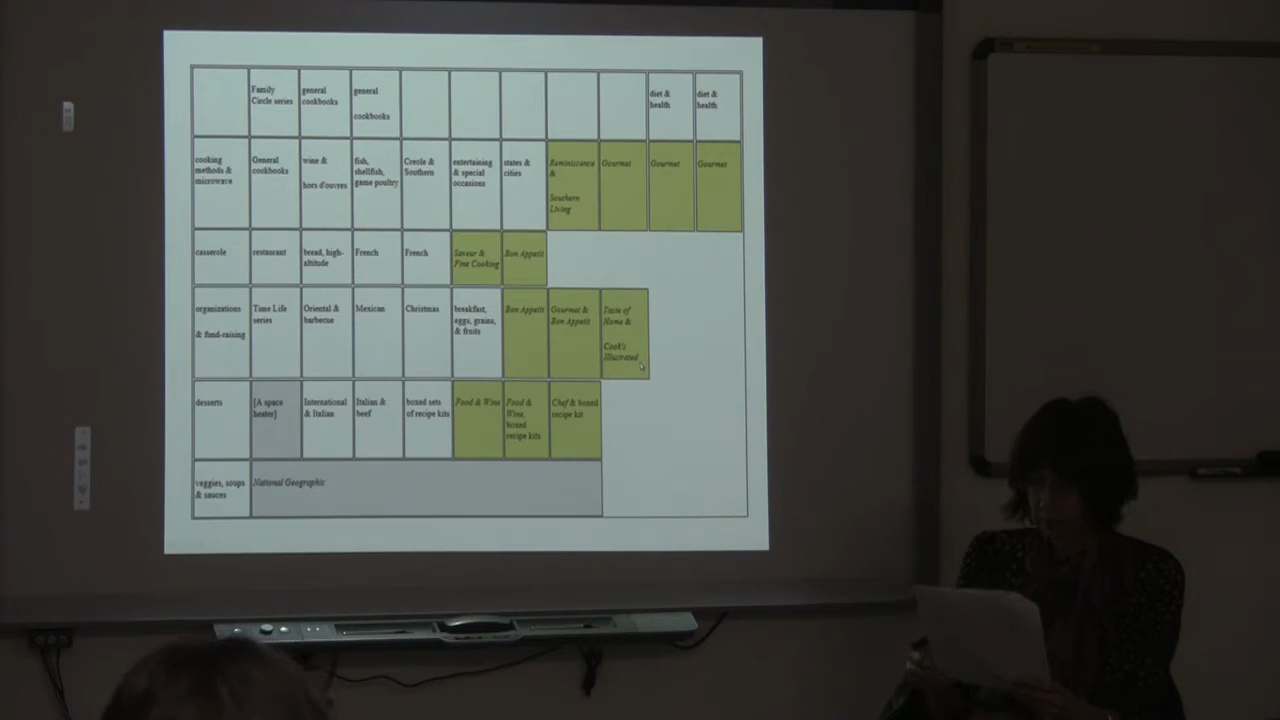 Family
Circle series
general
cookbooks
general
cookbooks
diet &
health
diet &
health
cooking
methods &
microwave
General
cookbooks
wine &
hors d'ouvres
fish,
shellfish,
game poultry
Creole &
Southern
entertaining
& special
occasions
states &
cities
Reminiscence
&
Southern
Living
Gourmet
Gourmet
Gourmet
casserole
restaurant
bread, high-
altitude
French
French
Saveur &
Fine Cooking
Bon Appetit
organizations
& fund-raising
Time Life
series
Oriental &
barbecue
Mexican
Christmas
breakfast,
eggs, grains,
& fruits
Bon Appetit
Gourmet &
Bon Appetit
Taste of
Home &
Cook's
Illustrated
desserts
[A space
heater]
International
& Italian
Italian &
beef
boxed sets
of recipe kits
Food & Wine
Food &
Wine,
boxed
recipe kits
Chef & boxed
recipe kit
veggies, soups
& sauces
National Geographic